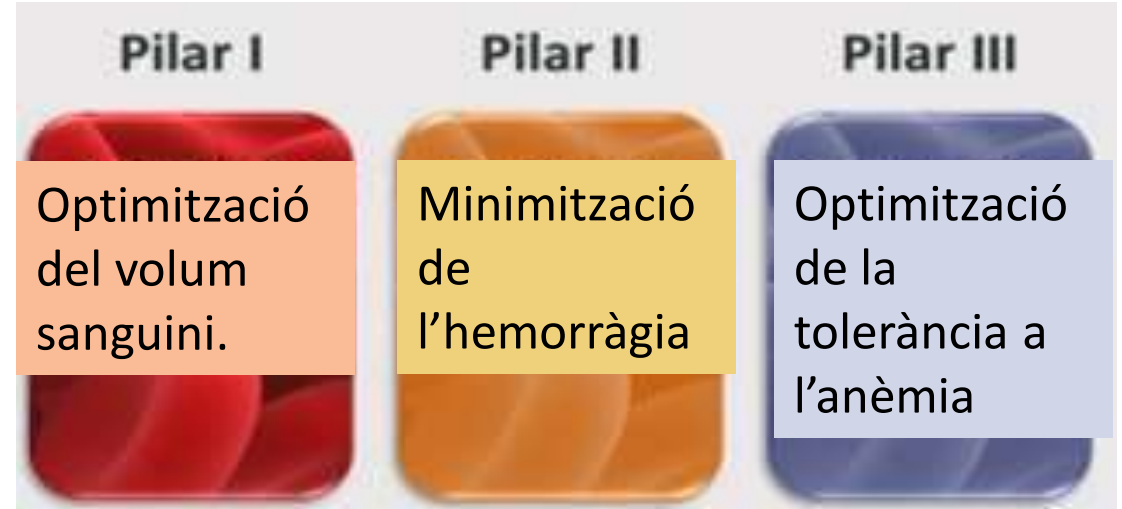 Pilar I
Optimització
del volum
sanguini.
Pilar II
Minimització
de
l’hemorràgia
Pilar III
Optimització
de la
tolerància a
l’anèmia